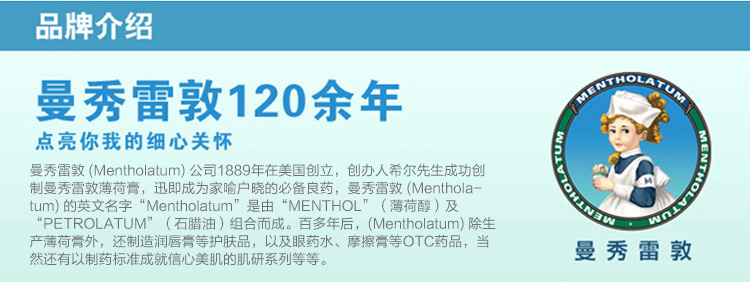 品牌介绍
曼秀雷敦120余年
点亮你我的细心关怀
曼秀雷敦 (Mentholatum) 公司1889年在美国创立，创办人希尔先生成功创
制曼秀雷敦薄荷膏，迅即成为家喻户晓的必备良药，曼秀雷敦 (Menthola-
tum) 的英文名字“Mentholatum”是由“MENTHOL”（薄荷醇）及
“PETROLATUM”（石腊油）组合而成。百多年后，(Mentholatum) 除生
产薄荷膏外，还制造润唇膏等护肤品，以及眼药水、摩擦膏等OTC药品，当
然还有以制药标准成就信心美肌的肌研系列等等。
MENTHOLATUM
MENTHOLATUM
MENTHOLATUM
M
曼秀雷敦